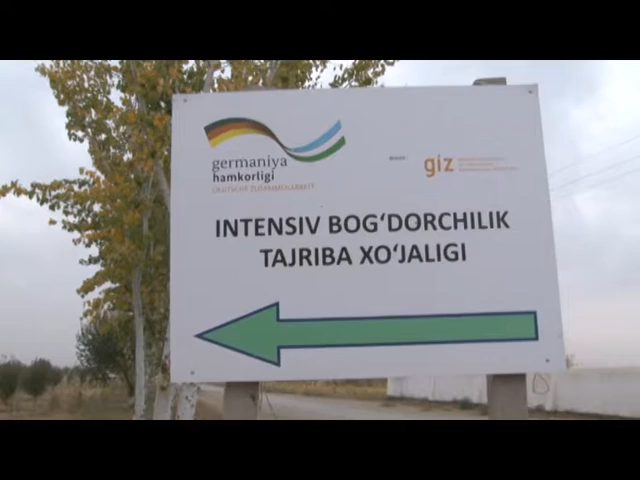 germaniya
hamkorligi
DEUTSCHE ZUSAMMENARBEIT
giz
INTENSIV BOG‘DORCHILIK
TAJRIBA XO‘JALIGI